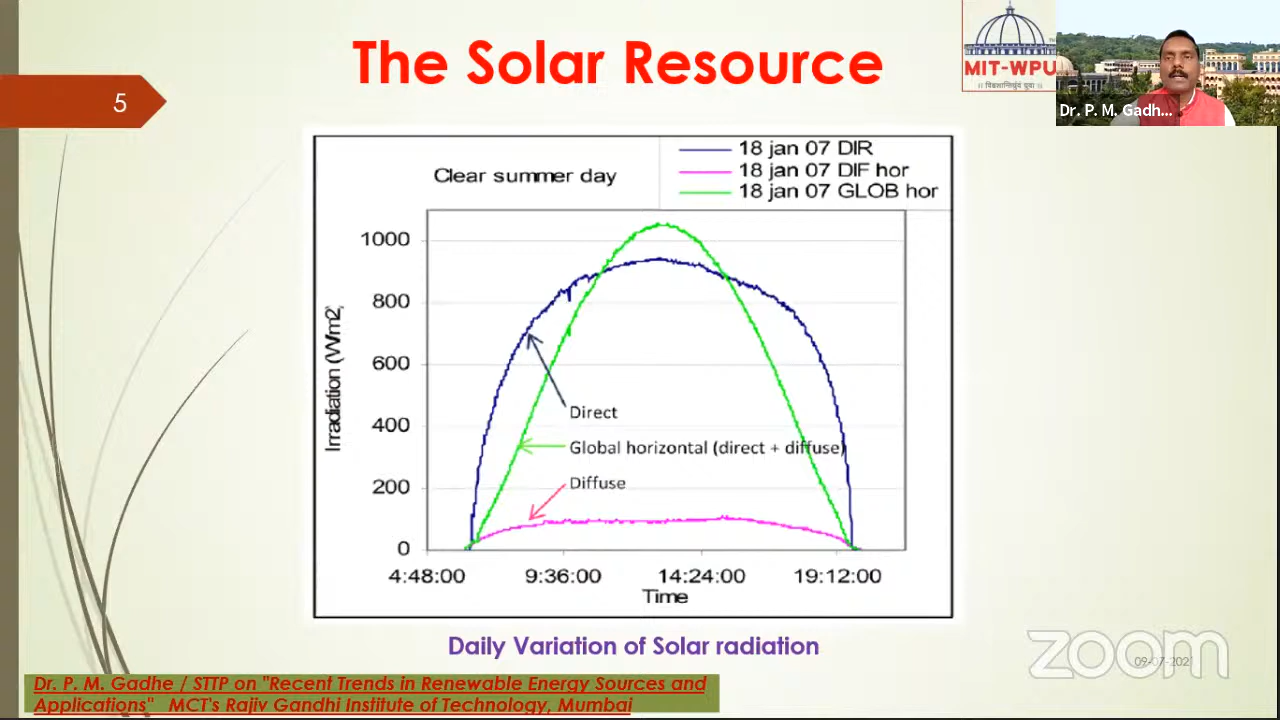 The Solar Resource
5
MIT-WPU
Dr. P. M. Gadh...
Clear summer day
18 jan 07 DIR
18 jan 07 DIF hor
18 jan 07 GLOB hor
Irradiation (W/m2)
1000
800
600
400
200
0
Direct
Global horizontal (direct + diffuse)
Diffuse
4:48:00 9:36:00 14:24:00 19:12:00
Time
Daily Variation of Solar radiation
zoom
09-07-2021
Dr. P. M. Gadhe / STTP on "Recent Trends in Renewable Energy Sources and
Applications" MCT's Rajiv Gandhi Institute of Technology, Mumbai